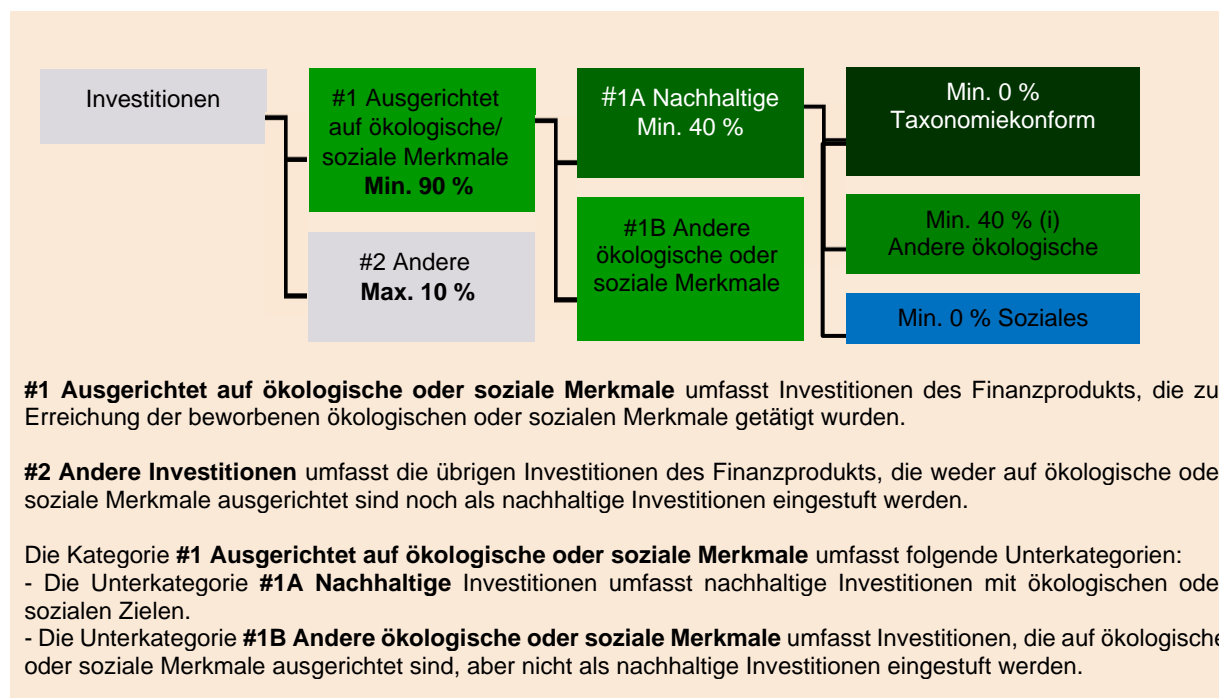 Investitionen
#1 Ausgerichtet
auf ökologische/
soziale Merkmale
Min. 90 %
#2 Andere
Max. 10 %
#1A Nachhaltige
Min. 40 %
#1B Andere
ökologische oder
soziale Merkmale
Min. 0 %
Taxonomiekonform
Min. 40 % (i)
Andere ökologische
Min. 0 % Soziales
#1 Ausgerichtet auf ökologische oder soziale Merkmale umfasst Investitionen des Finanzprodukts, die zu
Erreichung der beworbenen ökologischen oder sozialen Merkmale getätigt wurden.
#2 Andere Investitionen umfasst die übrigen Investitionen des Finanzprodukts, die weder auf ökologische ode
soziale Merkmale ausgerichtet sind noch als nachhaltige Investitionen eingestuft werden.
Die Kategorie #1 Ausgerichtet auf ökologische oder soziale Merkmale umfasst folgende Unterkategorien:
- Die Unterkategorie #1A Nachhaltige Investitionen umfasst nachhaltige Investitionen mit ökologischen ode
sozialen Zielen.
- Die Unterkategorie #1B Andere ökologische oder soziale Merkmale umfasst Investitionen, die auf ökologische
oder soziale Merkmale ausgerichtet sind, aber nicht als nachhaltige Investitionen eingestuft werden.